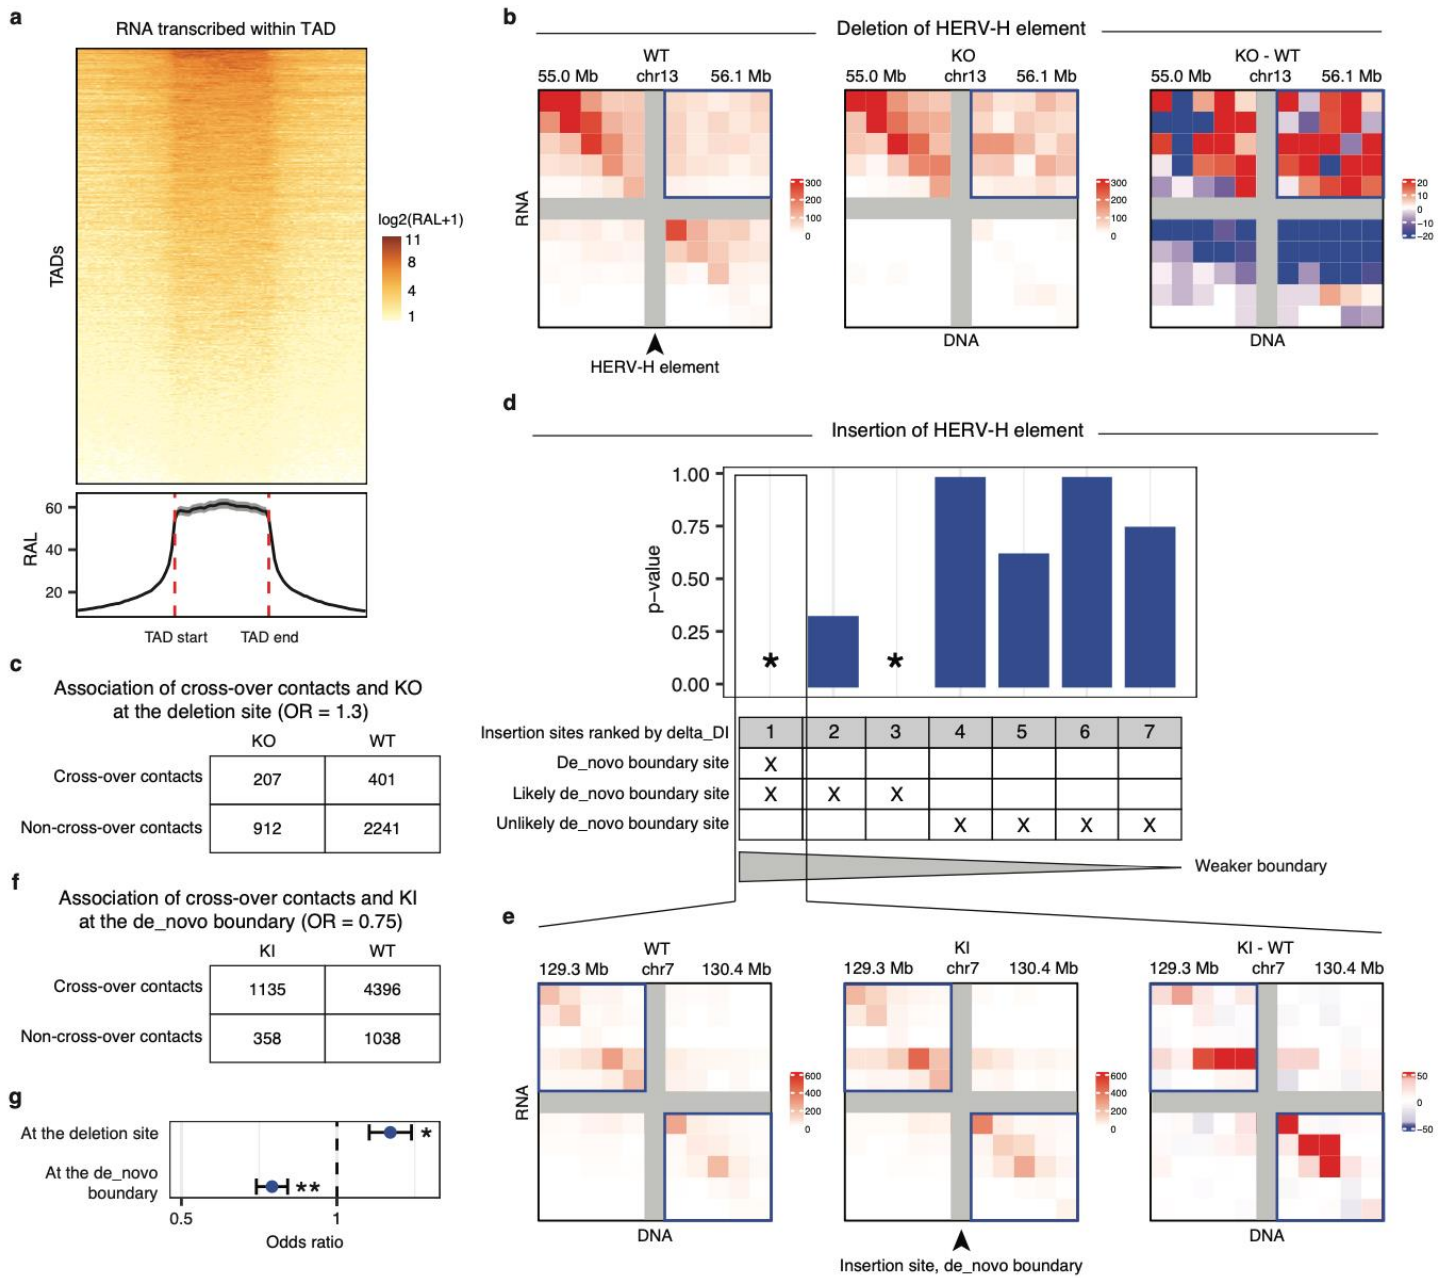 a
RNA transcribed within TAD
TADs
log2(RAL+1)
11
8
4
1
RAL
60
40
20
TAD start TAD end
b
Deletion of HERV-H element
WT
55.0 Mb chr13 56.1 Mb
KO
55.0 Mb chr13 56.1 Mb
KO - WT
55.0 Mb chr13 56.1 Mb
RNA
300
200
100
0
300
200
100
0
20
10
0
-10
-20
HERV-H element
DNA
DNA
c
Association of cross-over contacts and KO
at the deletion site (OR = 1.3)
KO WT
Cross-over contacts 207 401
Non-cross-over contacts 912 2241
d
Insertion of HERV-H element
p-value
1.00
0.75
0.50
0.25
0.00
* *
Insertion sites ranked by delta_DI 1 2 3 4 5 6 7
De_novo boundary site X
Likely de_novo boundary site X X X
Unlikely de_novo boundary site X X X X
Weaker boundary
f
Association of cross-over contacts and KI
at the de_novo boundary (OR = 0.75)
KI WT
Cross-over contacts 1135 4396
Non-cross-over contacts 358 1038
e
WT
129.3 Mb chr7 130.4 Mb
KI
129.3 Mb chr7 130.4 Mb
KI - WT
129.3 Mb chr7 130.4 Mb
RNA
600
400
200
0
600
400
200
0
50
0
-50
DNA
Insertion site, de_novo boundary
DNA
g
At the deletion site *
At the de_novo
boundary **
0.5 1
Odds ratio